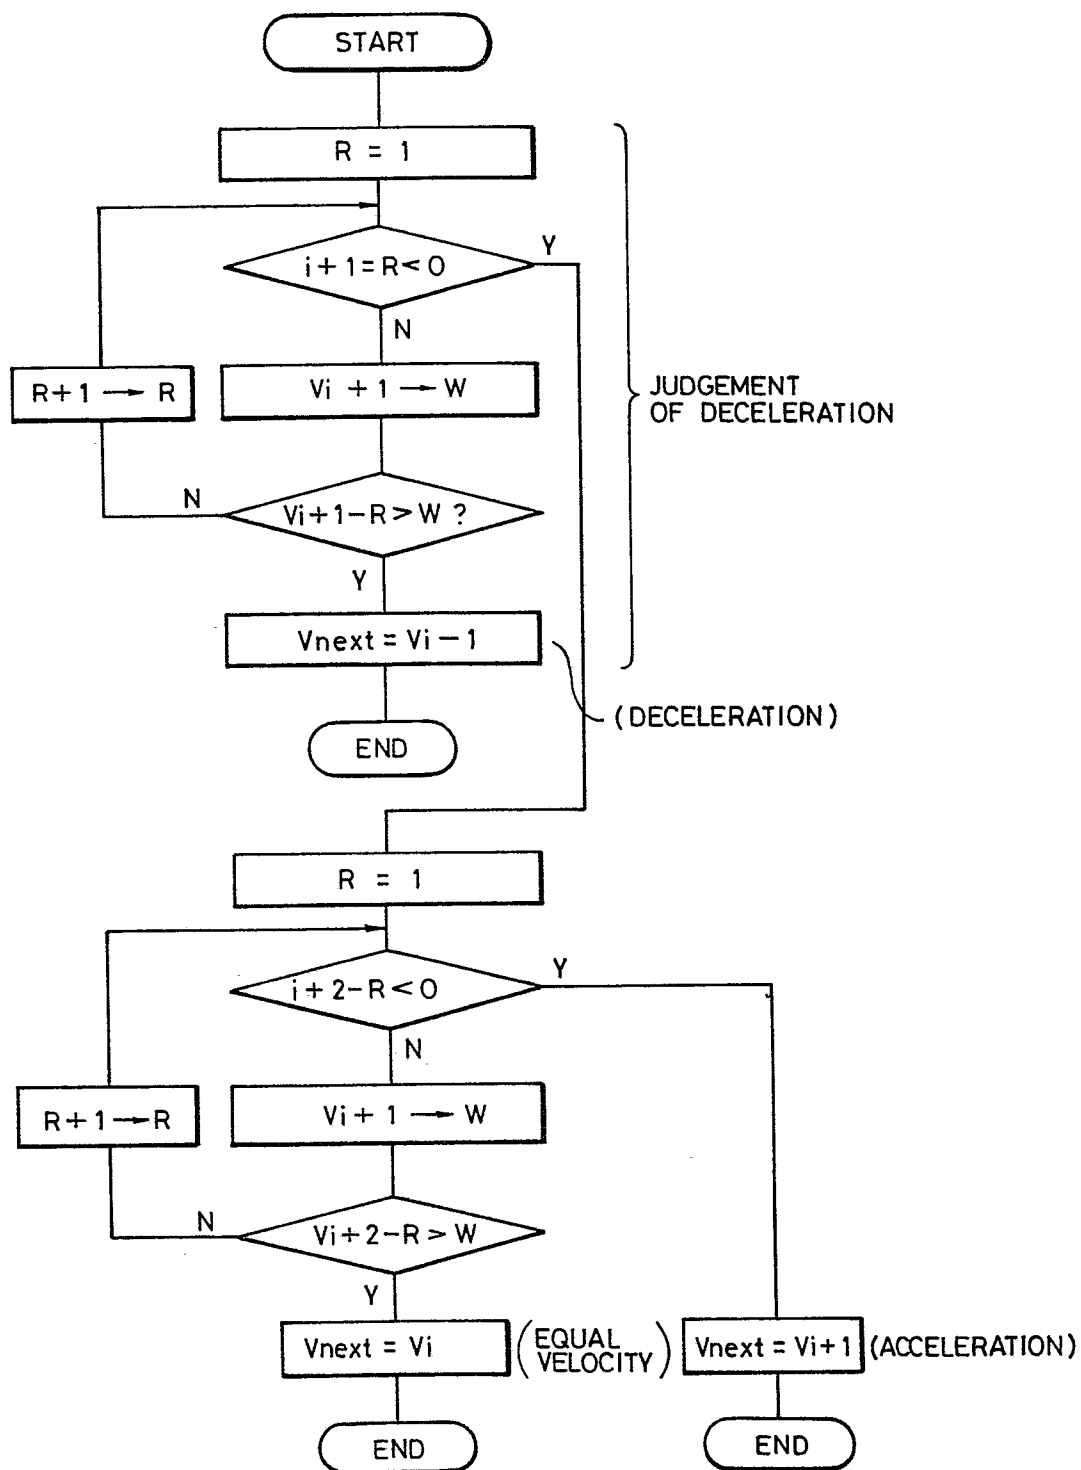 START
R = 1
i + 1 = R < 0
Y
N
R + 1 → R
Vi + 1 → W
JUDGEMENT
OF DECELERATION
N
Vi + 1 − R > W ?
Y
Vnext = Vi − 1
(DECELERATION)
END
R = 1
i + 2 − R < 0
Y
N
R + 1 → R
Vi + 1 → W
N
Vi + 2 − R > W
Y
Vnext = Vi
(EQUAL
VELOCITY)
Vnext = Vi+1
(ACCELERATION)
END
END